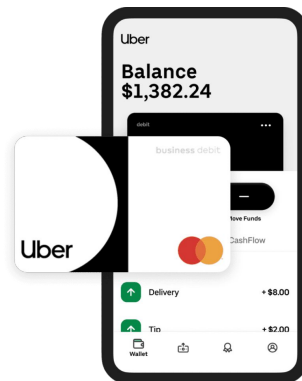 Uber
Balance
$1,382.24
debit
business debit
Uber
Move Funds
CashFlow
Delivery + $8.00
Tip + $2.00
Wallet